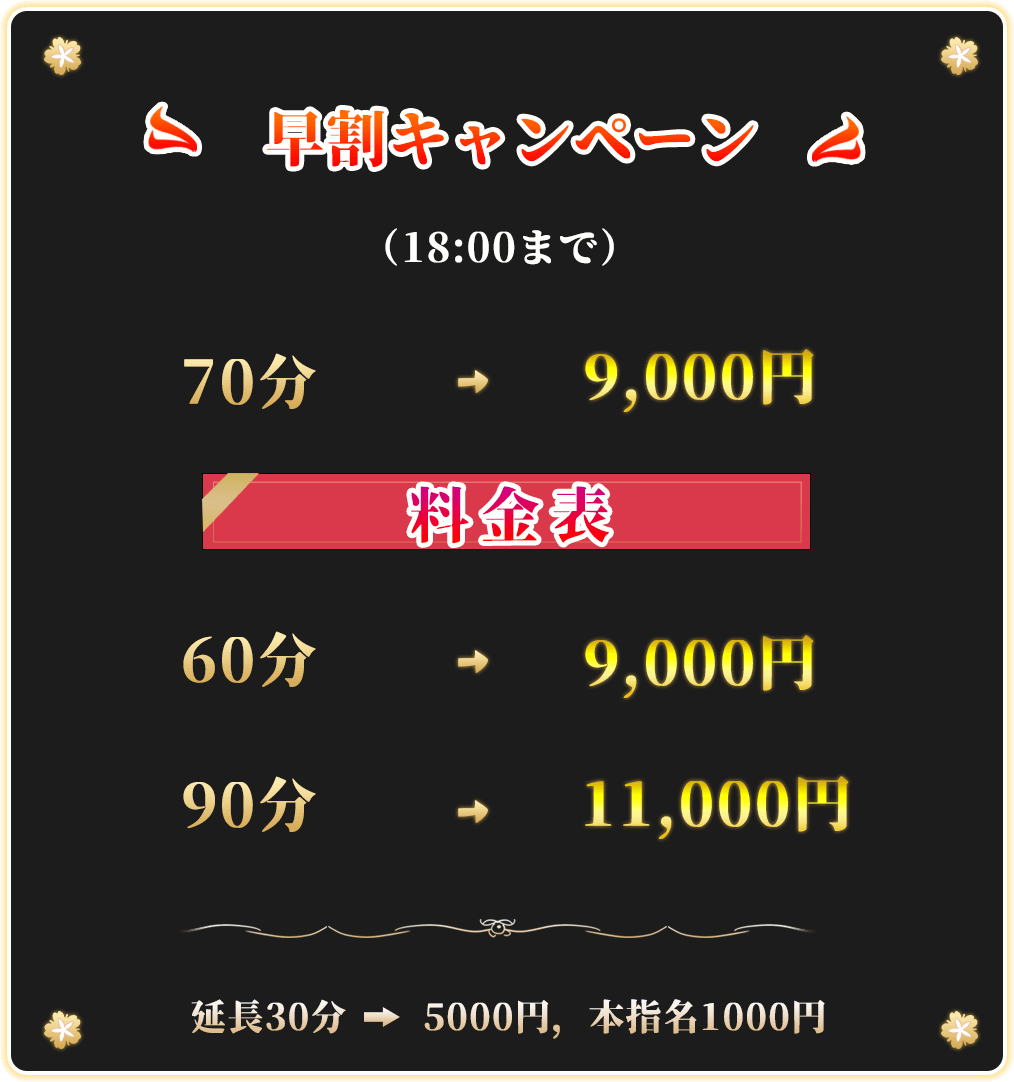 早割キャンペーン
（18:00まで）
70分 ➡ 9,000円
料金表
60分 ➡ 9,000円
90分 ➡ 11,000円
延長30分 ➡ 5000円，本指名1000円